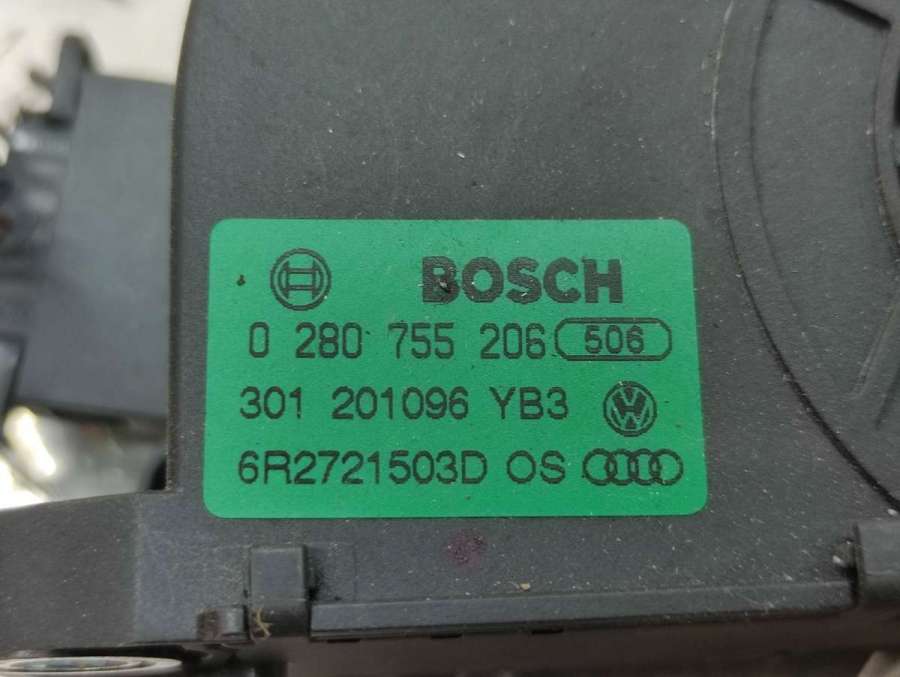 BOSCH
0 280 755 206 506
301 201096 YB3
6R2721503D OS